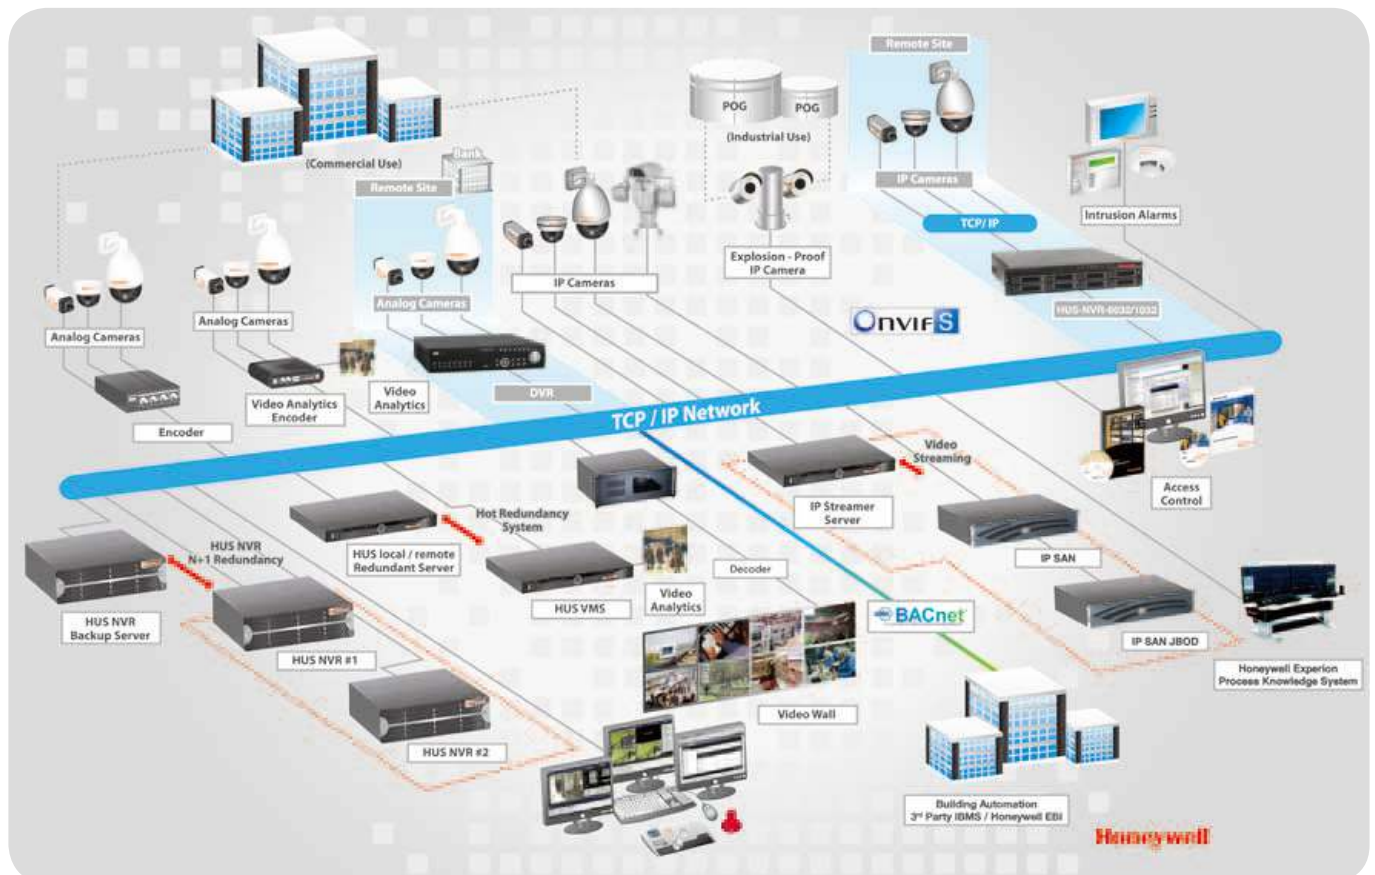 Remote Site
POG
POG
(Industrial Use)
(Commercial Use)
Bank
Remote Site
IP Cameras
TCP/ IP
Intrusion Alarms
Explosion - Proof
IP Camera
IP Cameras
Analog Cameras
Analog Cameras
Analog Cameras
HUS-NVR-6032/1032
ONVIF S
DVR
Video
Analytics
Video Analytics
Encoder
Encoder
TCP / IP Network
Video
Streaming
Access
Control
IP Streamer
Server
Hot Redundancy
System
HUS NVR
N+1 Redundancy
HUS local / remote
Redundant Server
IP SAN
Decoder
HUS VMS
Video
Analytics
HUS NVR
Backup Server
BACnet
IP SAN JBOD
HUS NVR #1
Honeywell Experion
Process Knowledge System
Video Wall
HUS NVR #2
Building Automation
3rd Party IBMS / Honeywell EBI
Honeywell